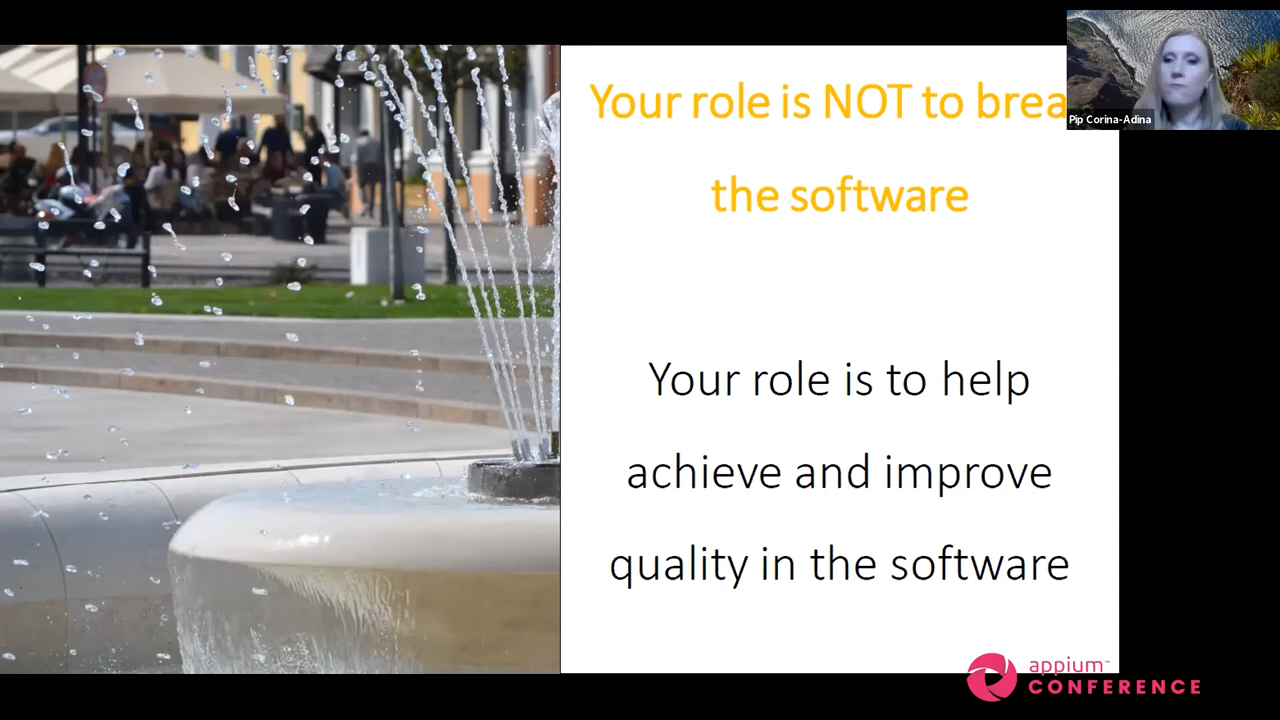 Your role is NOT to brea
the software
Your role is to help
achieve and improve
quality in the software
Pip Corina-Adina
appium™
CONFERENCE